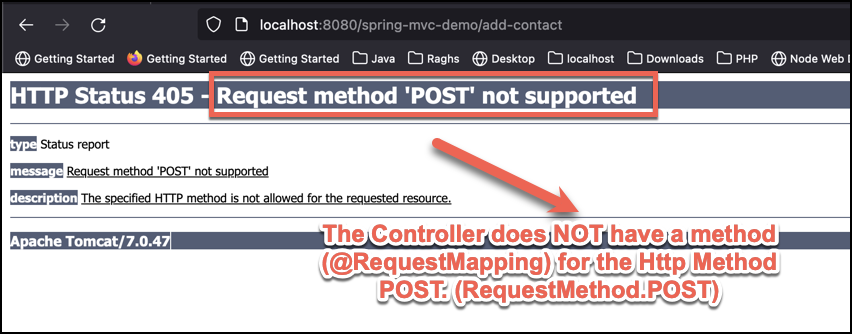 localhost:8080/spring-mvc-demo/add-contact
Getting Started Getting Started Getting Started Java Raghs Desktop localhost Downloads PHP Node Web D
HTTP Status 405 - Request method 'POST' not supported
type Status report
message Request method 'POST' not supported
description The specified HTTP method is not allowed for the requested resource.
Apache Tomcat/7.0.47
The Controller does NOT have a method
(@RequestMapping) for the Http Method
POST. (RequestMethod.POST)